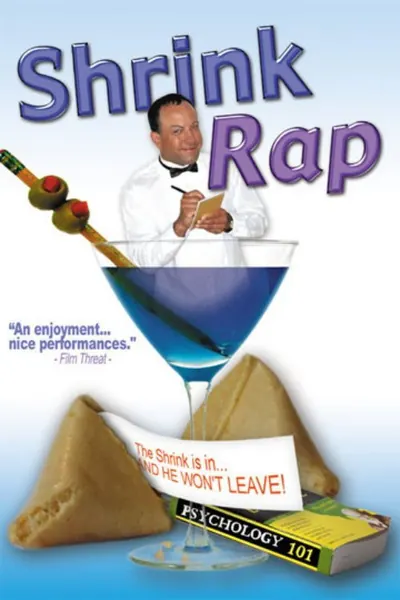 Shrink
Rap
“An enjoyment...
nice performances."
- Film Threat -
The Shrink is in...
AND HE WON'T LEAVE!
PSYCHOLOGY 101